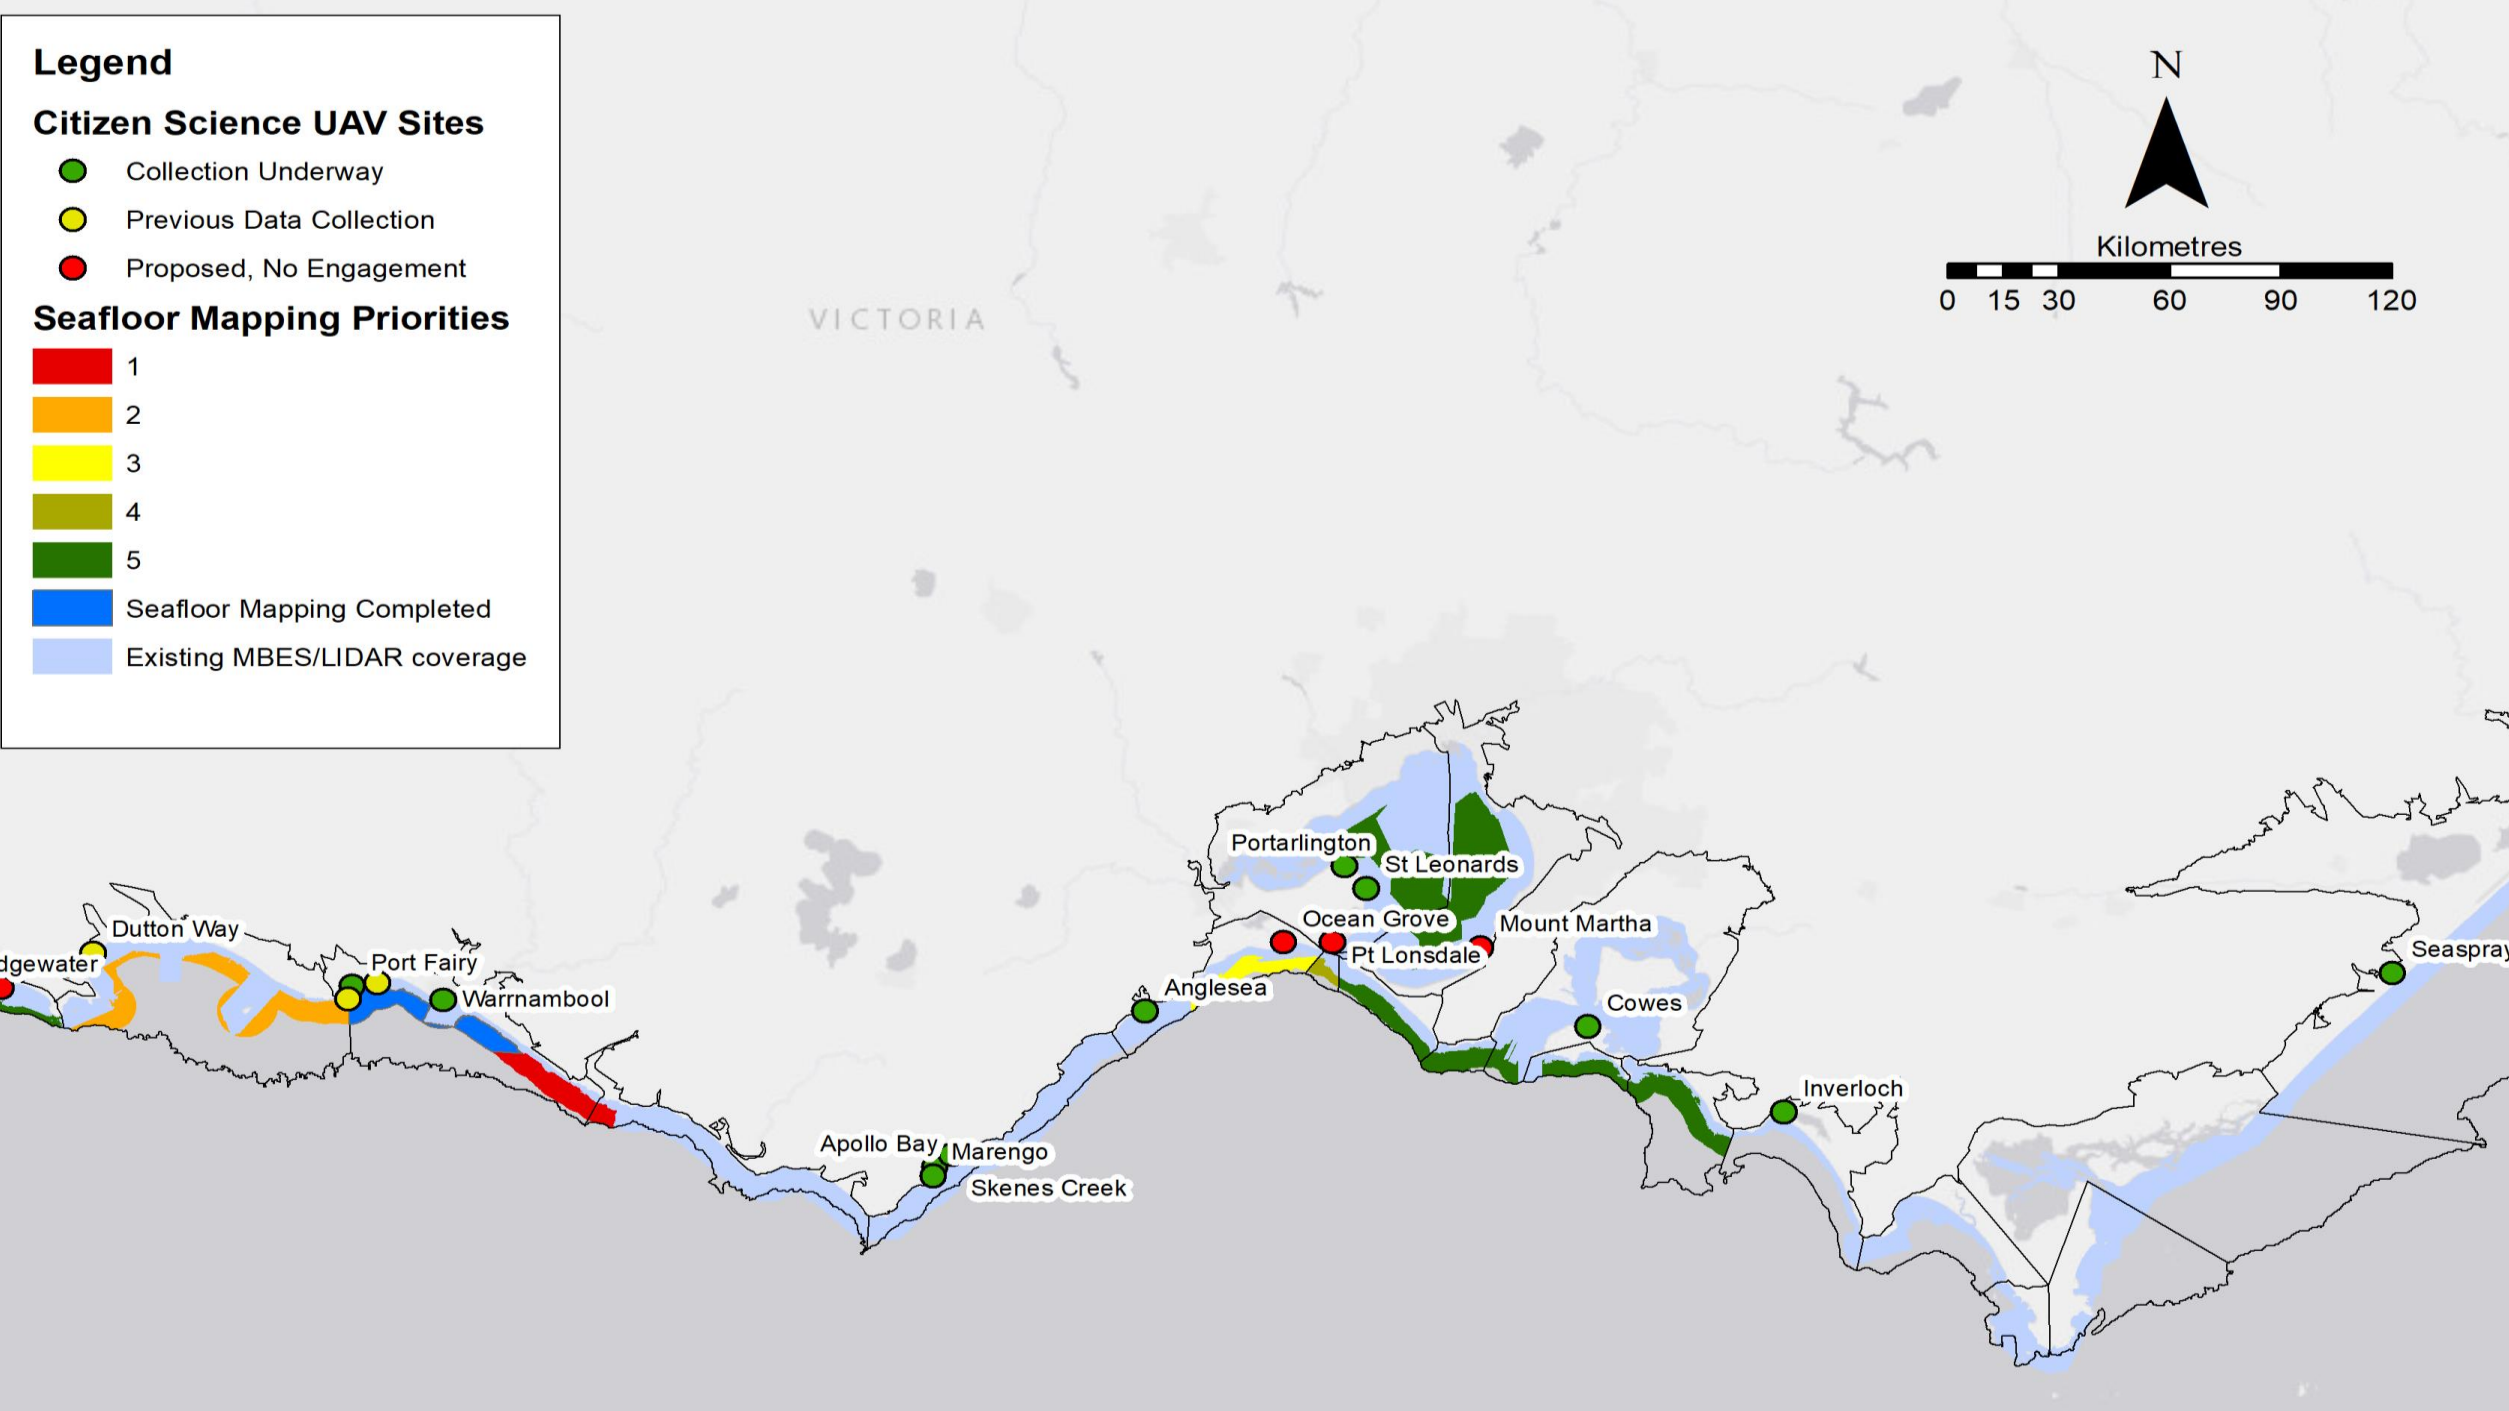 Legend
Citizen Science UAV Sites
Collection Underway
Previous Data Collection
Proposed, No Engagement
Seafloor Mapping Priorities
1
2
3
4
5
Seafloor Mapping Completed
Existing MBES/LIDAR coverage
N
Kilometres
0 15 30 60 90 120
VICTORIA
Portarlington
St Leonards
Ocean Grove
Mount Martha
Pt Lonsdale
Dutton Way
dgewater
Port Fairy
Warrnambool
Anglesea
Cowes
Seaspray
Inverloch
Apollo Bay
Marengo
Skenes Creek